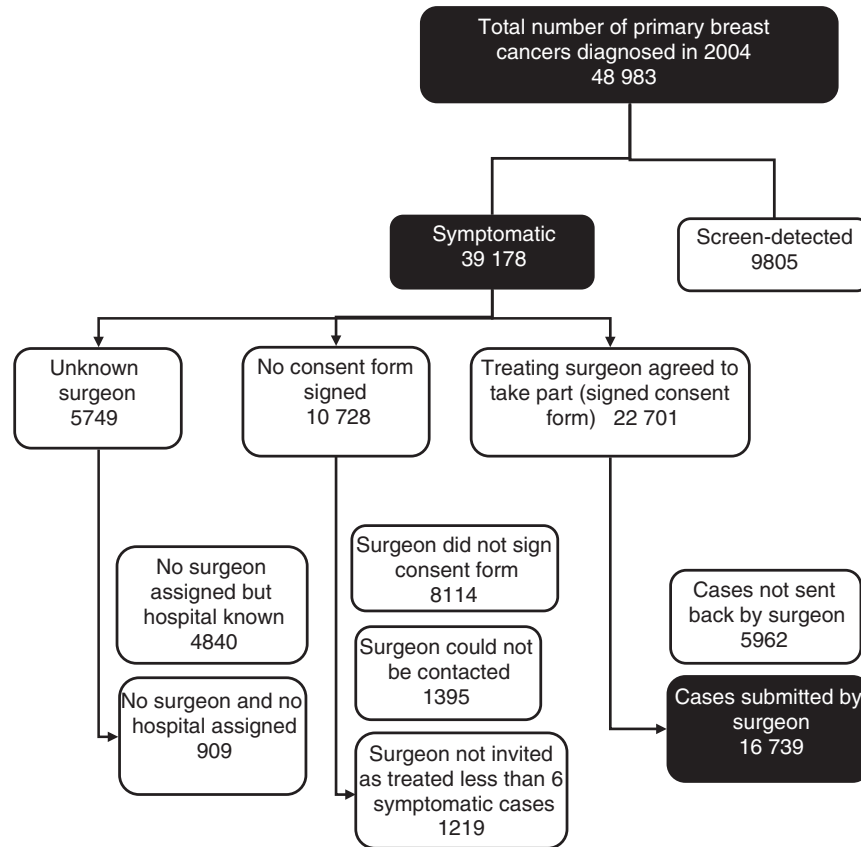 Total number of primary breast
cancers diagnosed in 2004
48 983
Symptomatic
39 178
Screen-detected
9805
Unknown
surgeon
5749
No consent form
signed
10 728
Treating surgeon agreed to
take part (signed consent
form) 22 701
No surgeon
assigned but
hospital known
4840
No surgeon and no
hospital assigned
909
Surgeon did not sign
consent form
8114
Surgeon could not
be contacted
1395
Surgeon not invited
as treated less than 6
symptomatic cases
1219
Cases not sent
back by surgeon
5962
Cases submitted by
surgeon
16 739